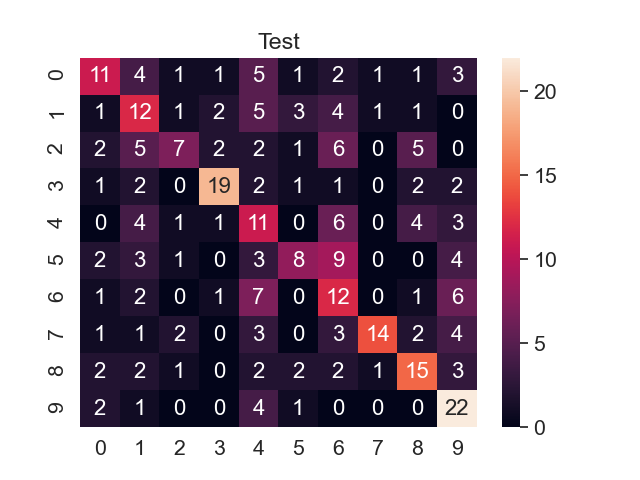 Test
0 11 4 1 1 5 1 2 1 1 3
1 1 12 1 2 5 3 4 1 1 0
2 2 5 7 2 2 1 6 0 5 0
3 1 2 0 19 2 1 1 0 2 2
4 0 4 1 1 11 0 6 0 4 3
5 2 3 1 0 3 8 9 0 0 4
6 1 2 0 1 7 0 12 0 1 6
7 1 1 2 0 3 0 3 14 2 4
8 2 2 1 0 2 2 2 1 15 3
9 2 1 0 0 4 1 0 0 0 22
0 1 2 3 4 5 6 7 8 9
20
15
10
5
0